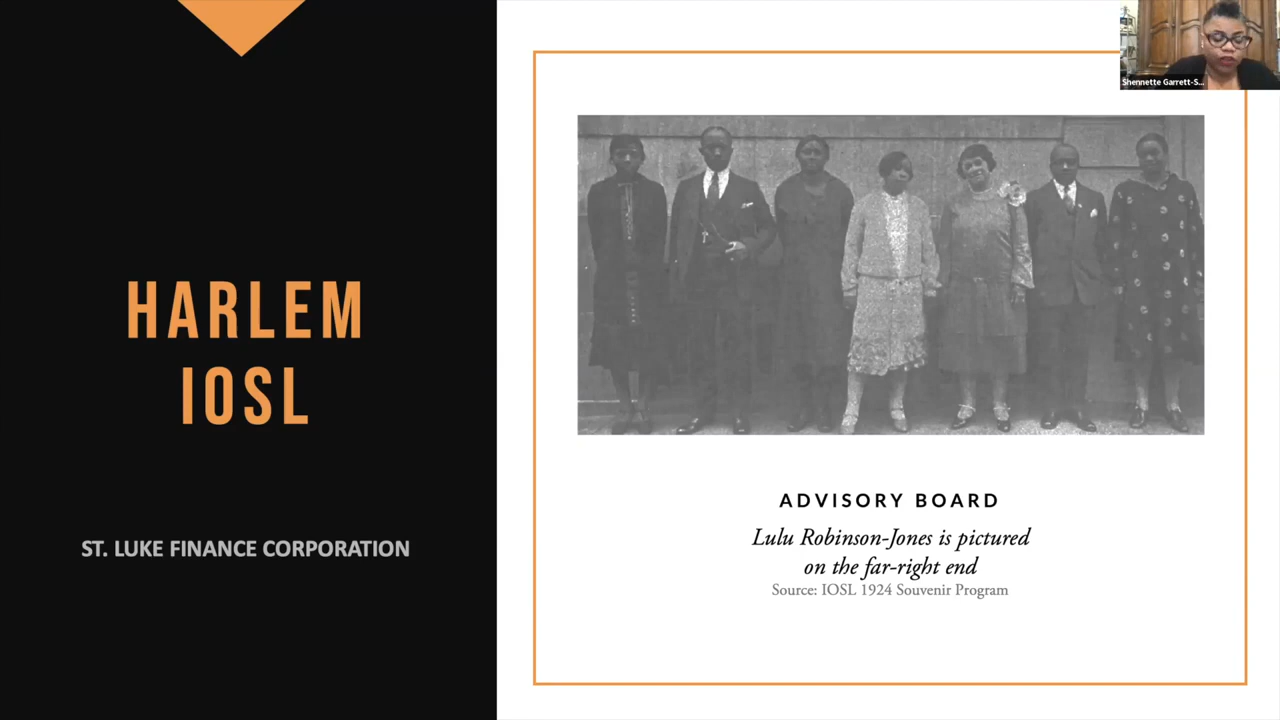 HARLEM
IOSL
ST. LUKE FINANCE CORPORATION
ADVISORY BOARD
Lulu Robinson-Jones is pictured
on the far-right end
Source: IOSL 1924 Souvenir Program
Shennette Garrett-S...